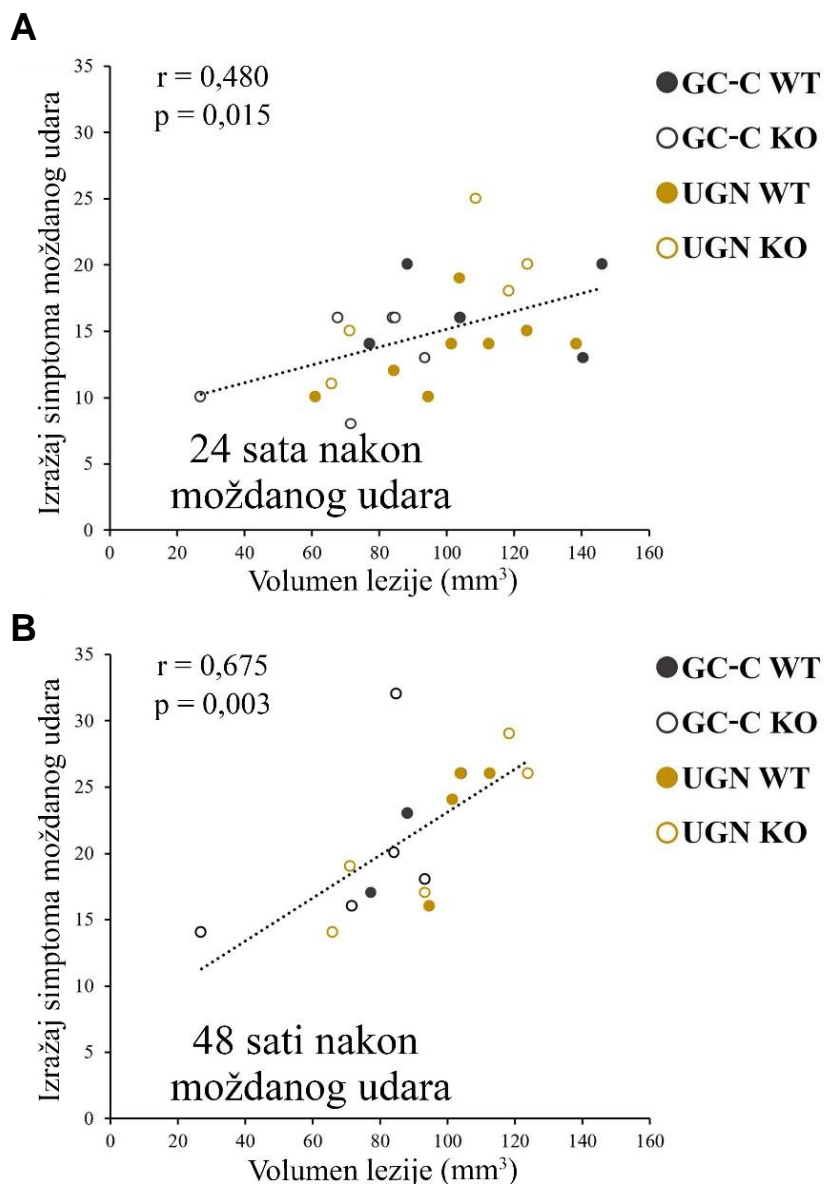 A
r = 0,480
p = 0,015
Izražaj simptoma moždanog udara
35
30
25
20
15
10
5
0
24 sata nakon
moždanog udara
0 20 40 60 80 100 120 140 160
Volumen lezije (mm³)
GC-C WT
GC-C KO
UGN WT
UGN KO
B
r = 0,675
p = 0,003
Izražaj simptoma moždanog udara
35
30
25
20
15
10
5
0
48 sati nakon
moždanog udara
0 20 40 60 80 100 120 140 160
Volumen lezije (mm³)
GC-C WT
GC-C KO
UGN WT
UGN KO